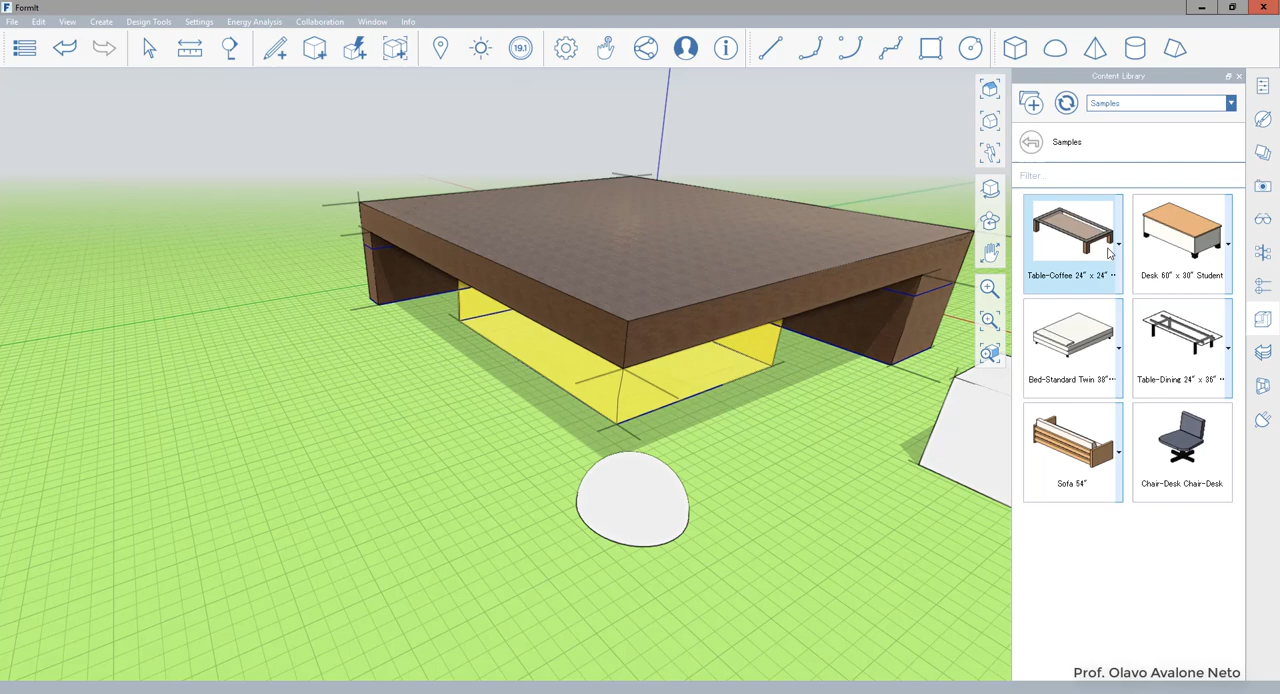 FormIt
File Edit View Create Design Tools Settings Energy Analysis Collaboration Window Info
19.1
Content Library
Samples
Samples
Filter...
Table-Coffee 24" x 24" ··
Desk 60" x 30" Student
Bed-Standard Twin 38"···
Table-Dining 24" x 36" ··
Sofa 54"
Chair-Desk Chair-Desk
Prof. Olavo Avalone Neto